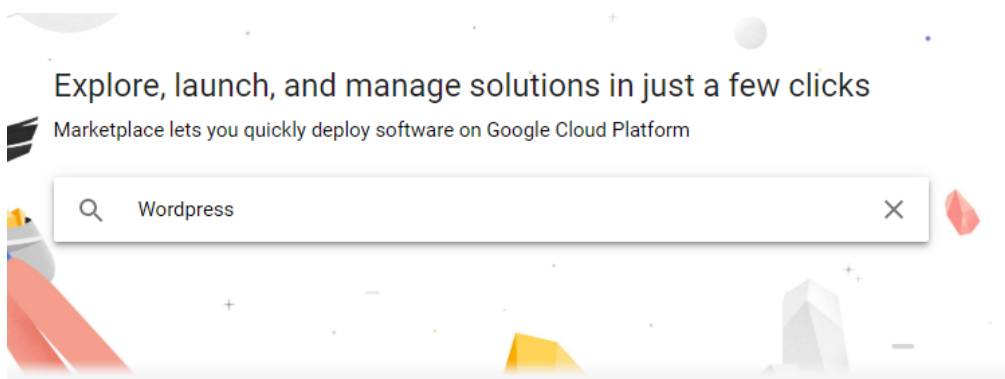 Explore, launch, and manage solutions in just a few clicks
Marketplace lets you quickly deploy software on Google Cloud Platform
Wordpress